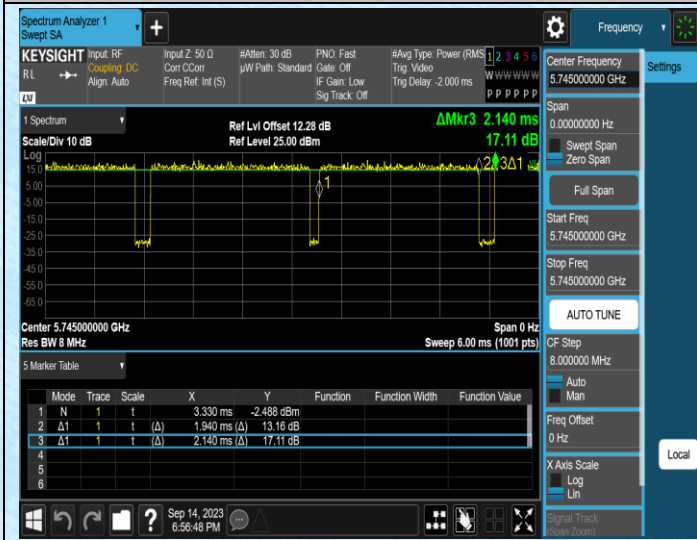 Spectrum Analyzer 1
Swept SA
Frequency
KEYSIGHT
RL
LXI
Input: RF
Coupling: DC
Align: Auto
Input Z: 50 Ω
Corr CCorr
Freq Ref: Int (S)
#Atten: 30 dB
µW Path: Standard
PNO: Fast
Gate: Off
IF Gain: Low
Sig Track: Off
#Avg Type: Power (RMS
Trig: Video
Trig Delay: -2.000 ms
1 2 3 4 5 6
W W W W W W
P P P P P P
Center Frequency
5.745000000 GHz
Settings
Span
0.00000000 Hz
Swept Span
Zero Span
Full Span
Start Freq
5.745000000 GHz
Stop Freq
5.745000000 GHz
AUTO TUNE
CF Step
8.000000 MHz
Auto
Man
Freq Offset
0 Hz
X Axis Scale
Log
Lin
Signal Track
(Span Zoom)
Local
1 Spectrum
Scale/Div 10 dB
Ref Lvl Offset 12.28 dB
Ref Level 25.00 dBm
ΔMkr3 2.140 ms
17.11 dB
Log
15.0
5.00
-5.00
-15.0
-25.0
-35.0
-45.0
-55.0
-65.0
1
2 3Δ1
Center 5.745000000 GHz
Res BW 8 MHz
Span 0 Hz
Sweep 6.00 ms (1001 pts)
5 Marker Table
Mode Trace Scale X Y Function Function Width Function Value
1 N 1 t 3.330 ms -2.488 dBm
2 Δ1 1 t (Δ) 1.940 ms (Δ) 13.16 dB
3 Δ1 1 t (Δ) 2.140 ms (Δ) 17.11 dB
4
5
6
?
Sep 14, 2023
6:56:48 PM